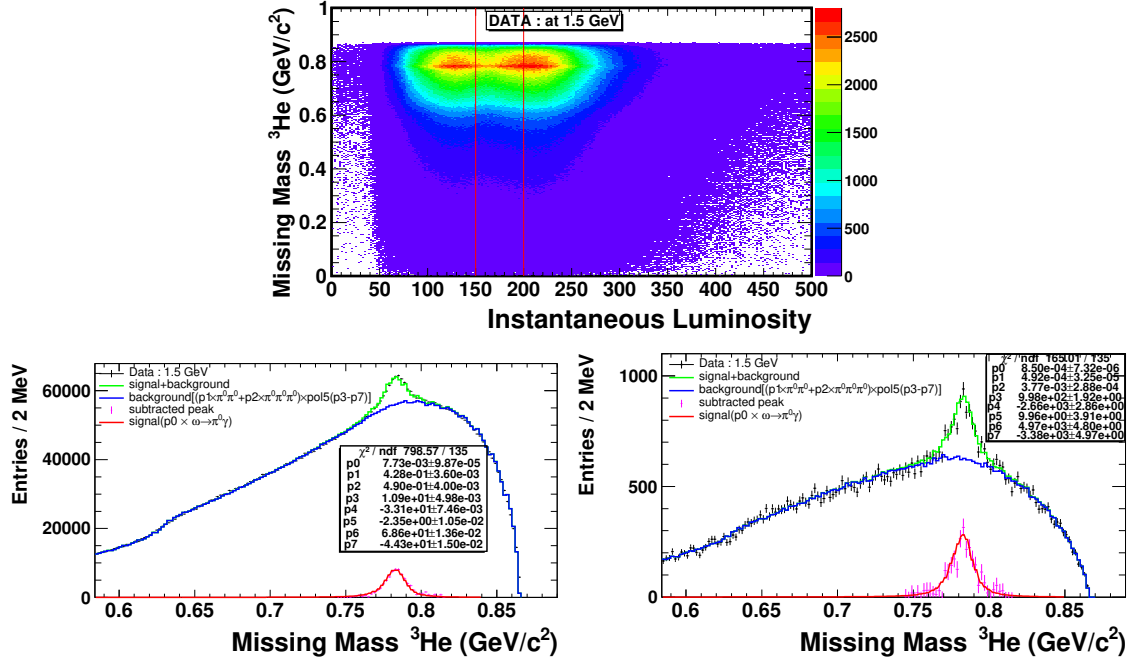 DATA : at 1.5 GeV
Missing Mass ³He (GeV/c²)
1
0.8
0.6
0.4
0.2
0
0 50 100 150 200 250 300 350 400 450 500
Instantaneous Luminosity
2500
2000
1500
1000
500
0
Entries / 2 MeV
60000
50000
40000
30000
20000
10000
0
Data : 1.5 GeV
signal+background
background[(p1×π⁰π⁰+p2×π⁰π⁰π⁰)×pol5(p3-p7)]
subtracted peak
signal(p0 × ω→π⁰γ)
χ² / ndf 798.57 / 135
p0 7.73e-03±9.87e-05
p1 4.28e-01±3.60e-03
p2 4.90e-01±4.00e-03
p3 1.09e+01±4.98e-03
p4 -3.31e+01±7.46e-03
p5 -2.35e+00±1.05e-02
p6 6.86e+01±1.36e-02
p7 -4.43e+01±1.50e-02
0.6 0.65 0.7 0.75 0.8 0.85
Missing Mass ³He (GeV/c²)
Entries / 2 MeV
1000
500
0
Data : 1.5 GeV
signal+background
background[(p1×π⁰π⁰+p2×π⁰π⁰π⁰)×pol5(p3-p7)]
subtracted peak
signal(p0 × ω→π⁰γ)
χ² / ndf 165.01 / 135
p0 8.50e-04±7.32e-06
p1 4.92e-04±3.25e-05
p2 3.77e-03±2.88e-04
p3 9.98e+02±1.92e+00
p4 -2.66e+03±2.86e+00
p5 9.96e+00±3.91e+00
p6 4.97e+03±4.80e+00
p7 -3.38e+03±4.97e+00
0.6 0.65 0.7 0.75 0.8 0.85
Missing Mass ³He (GeV/c²)